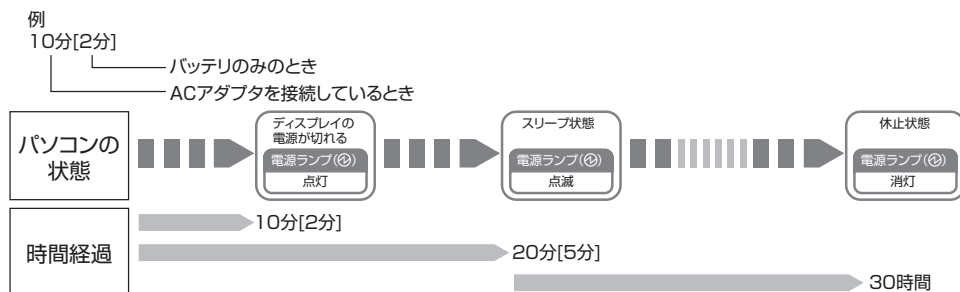 例
10分[2分]
バッテリのみのとき
ACアダプタを接続しているとき
パソコンの
状態
ディスプレイの
電源が切れる
電源ランプ()
点灯
スリープ状態
電源ランプ()
点滅
休止状態
電源ランプ()
消灯
時間経過
10分[2分]
20分[5分]
30時間